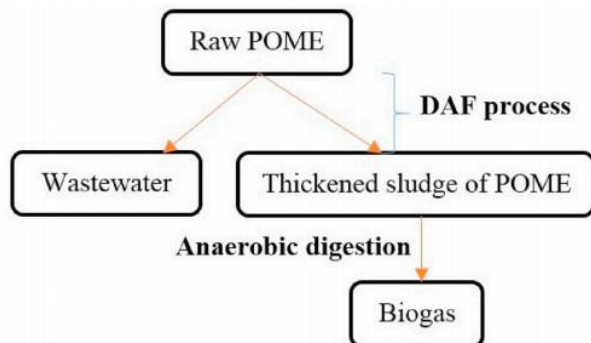 Raw POME
DAF process
Wastewater
Thickened sludge of POME
Anaerobic digestion
Biogas